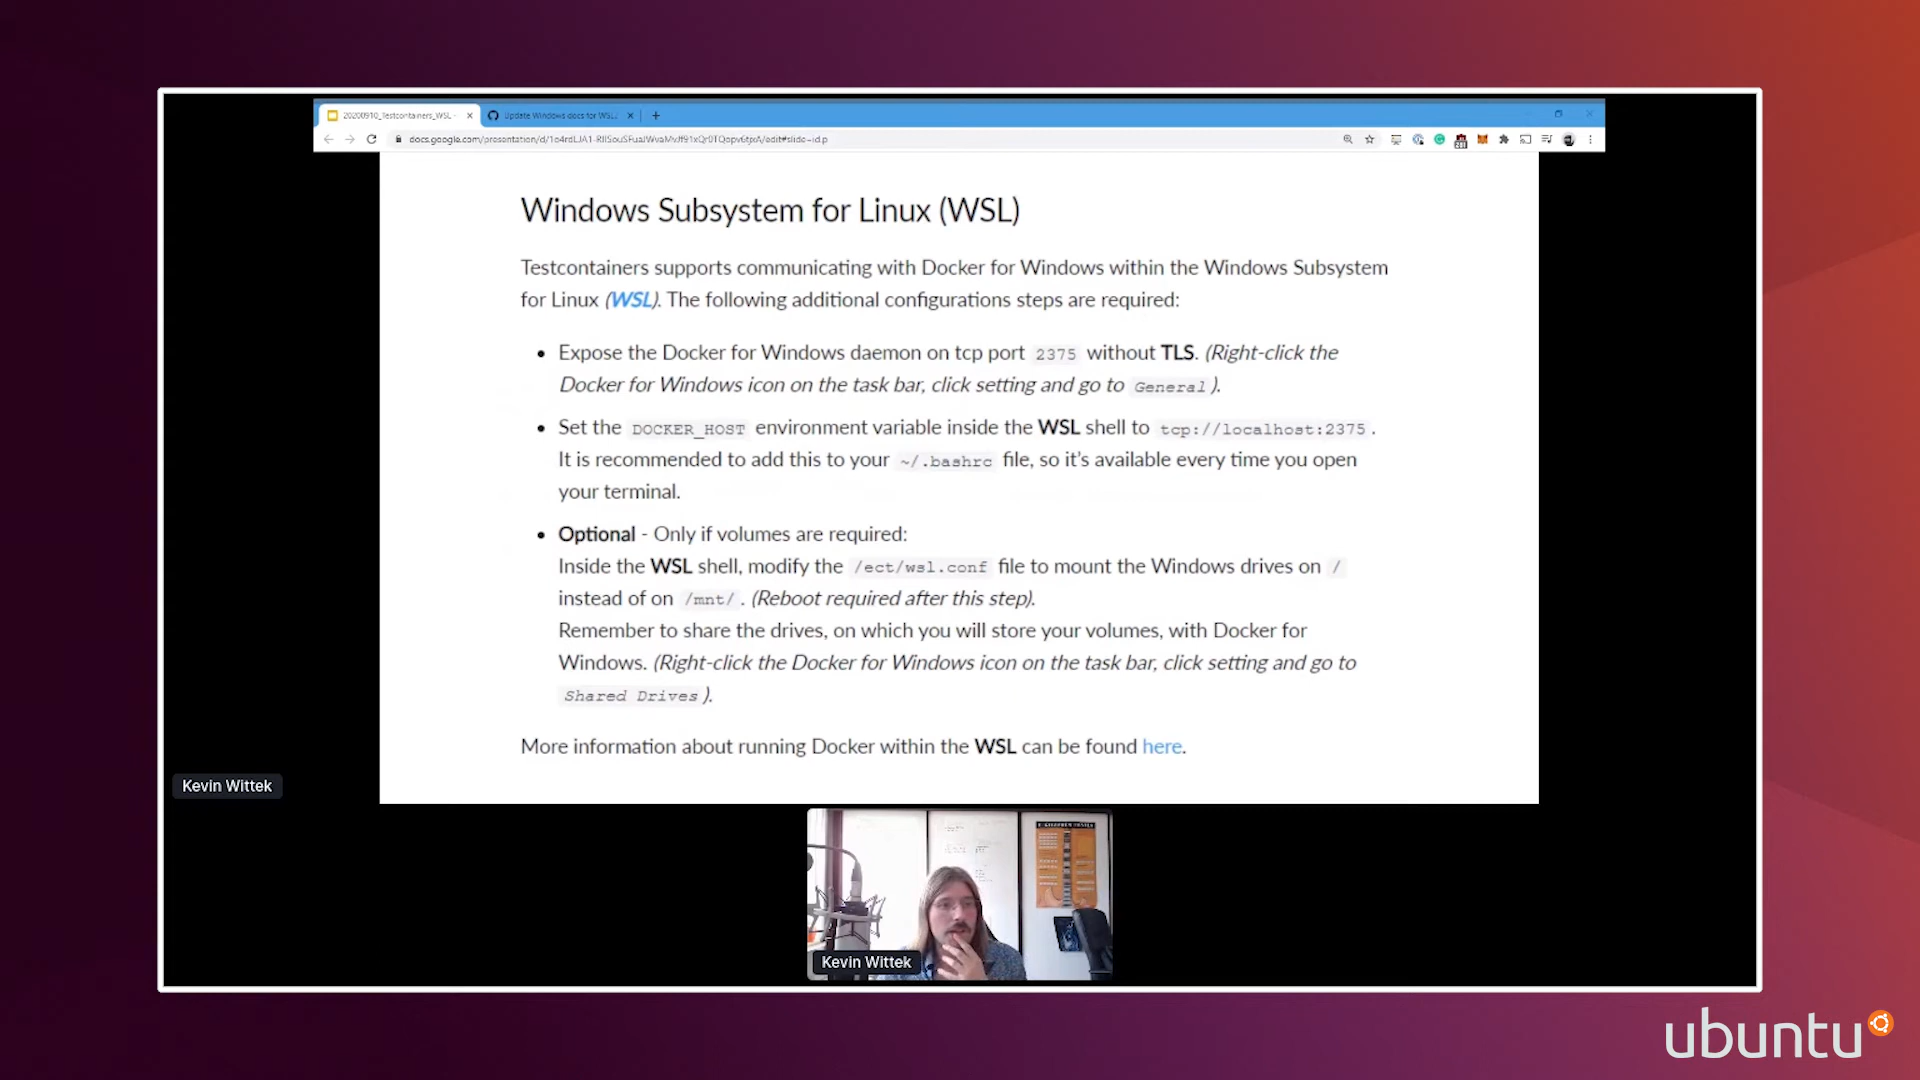 20200910_Testcontainers_WSL -
Update Windows docs for WSL2
Windows Subsystem for Linux (WSL)
Testcontainers supports communicating with Docker for Windows within the Windows Subsystem
for Linux (WSL). The following additional configurations steps are required:
• Expose the Docker for Windows daemon on tcp port 2375 without TLS. (Right-click the
Docker for Windows icon on the task bar, click setting and go to General ).
• Set the DOCKER_HOST environment variable inside the WSL shell to tcp://localhost:2375 .
It is recommended to add this to your ~/.bashrc file, so it's available every time you open
your terminal.
• Optional - Only if volumes are required:
Inside the WSL shell, modify the /ect/wsl.conf file to mount the Windows drives on /
instead of on /mnt/ . (Reboot required after this step).
Remember to share the drives, on which you will store your volumes, with Docker for
Windows. (Right-click the Docker for Windows icon on the task bar, click setting and go to
Shared Drives ).
More information about running Docker within the WSL can be found here.
Kevin Wittek
Kevin Wittek
ubuntu